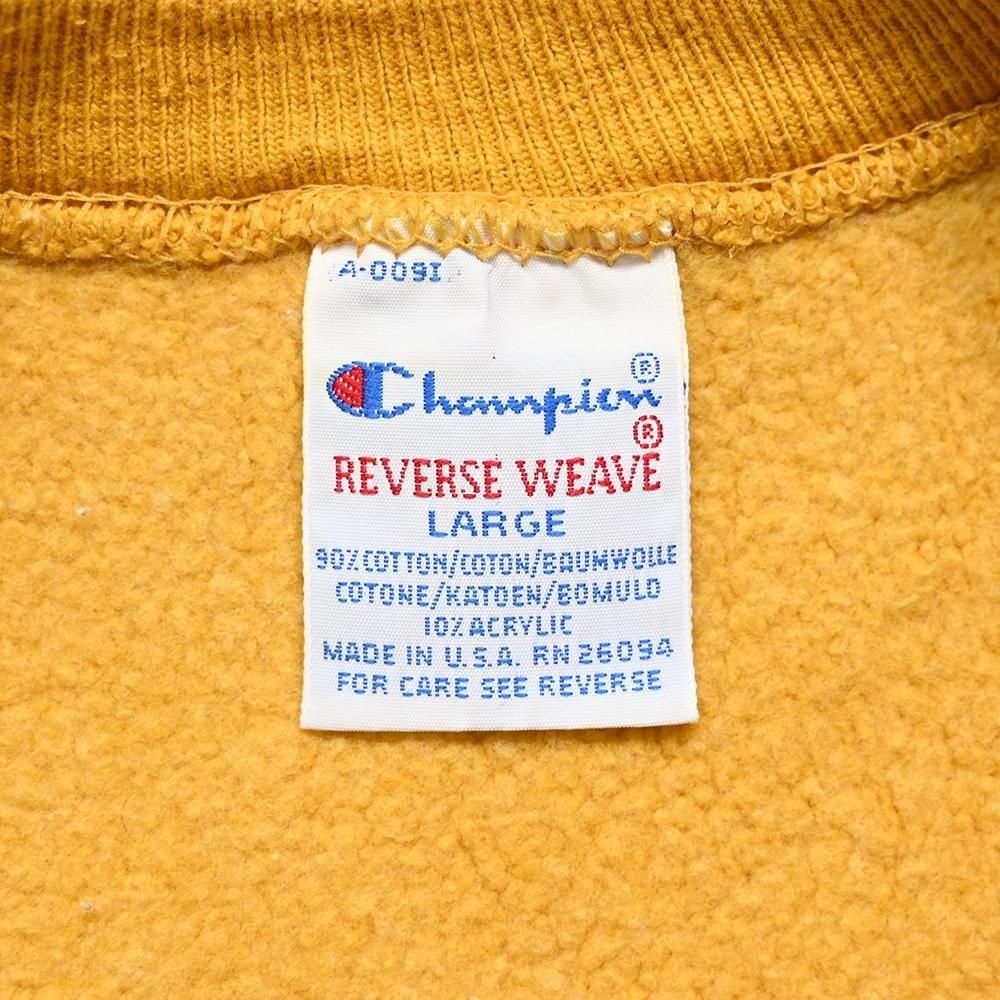 A-0091
Champion®
®
REVERSE WEAVE
LARGE
90% COTTON/COTON/BAUMWOLLE
COTONE/KATOEN/BOMULD
10% ACRYLIC
MADE IN U.S.A. RN 26094
FOR CARE SEE REVERSE